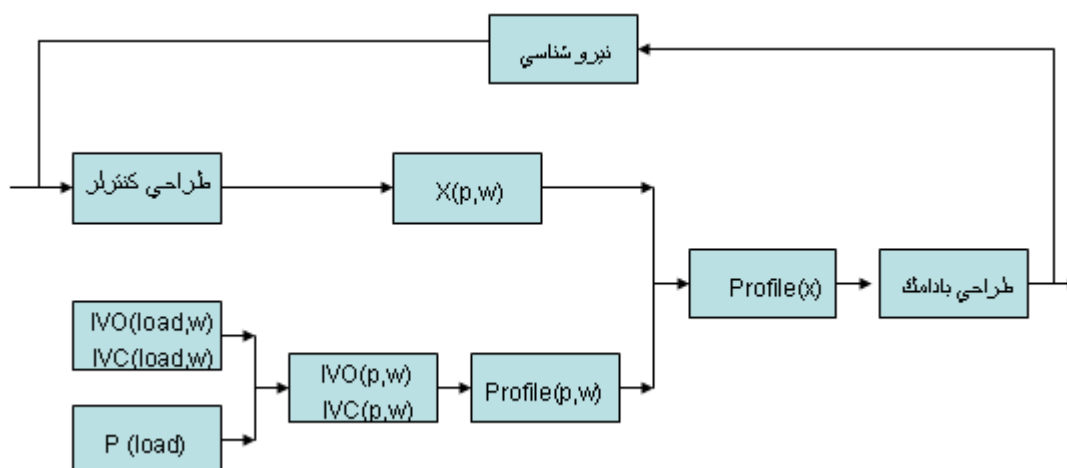 نيرو شناسي
طراحي كنترلر
X(p,w)
Profile(x)
طراحي بادامك
IVO(load,w)
IVC(load,w)
IVO(p,w)
IVC(p,w)
Profile(p,w)
P (load)